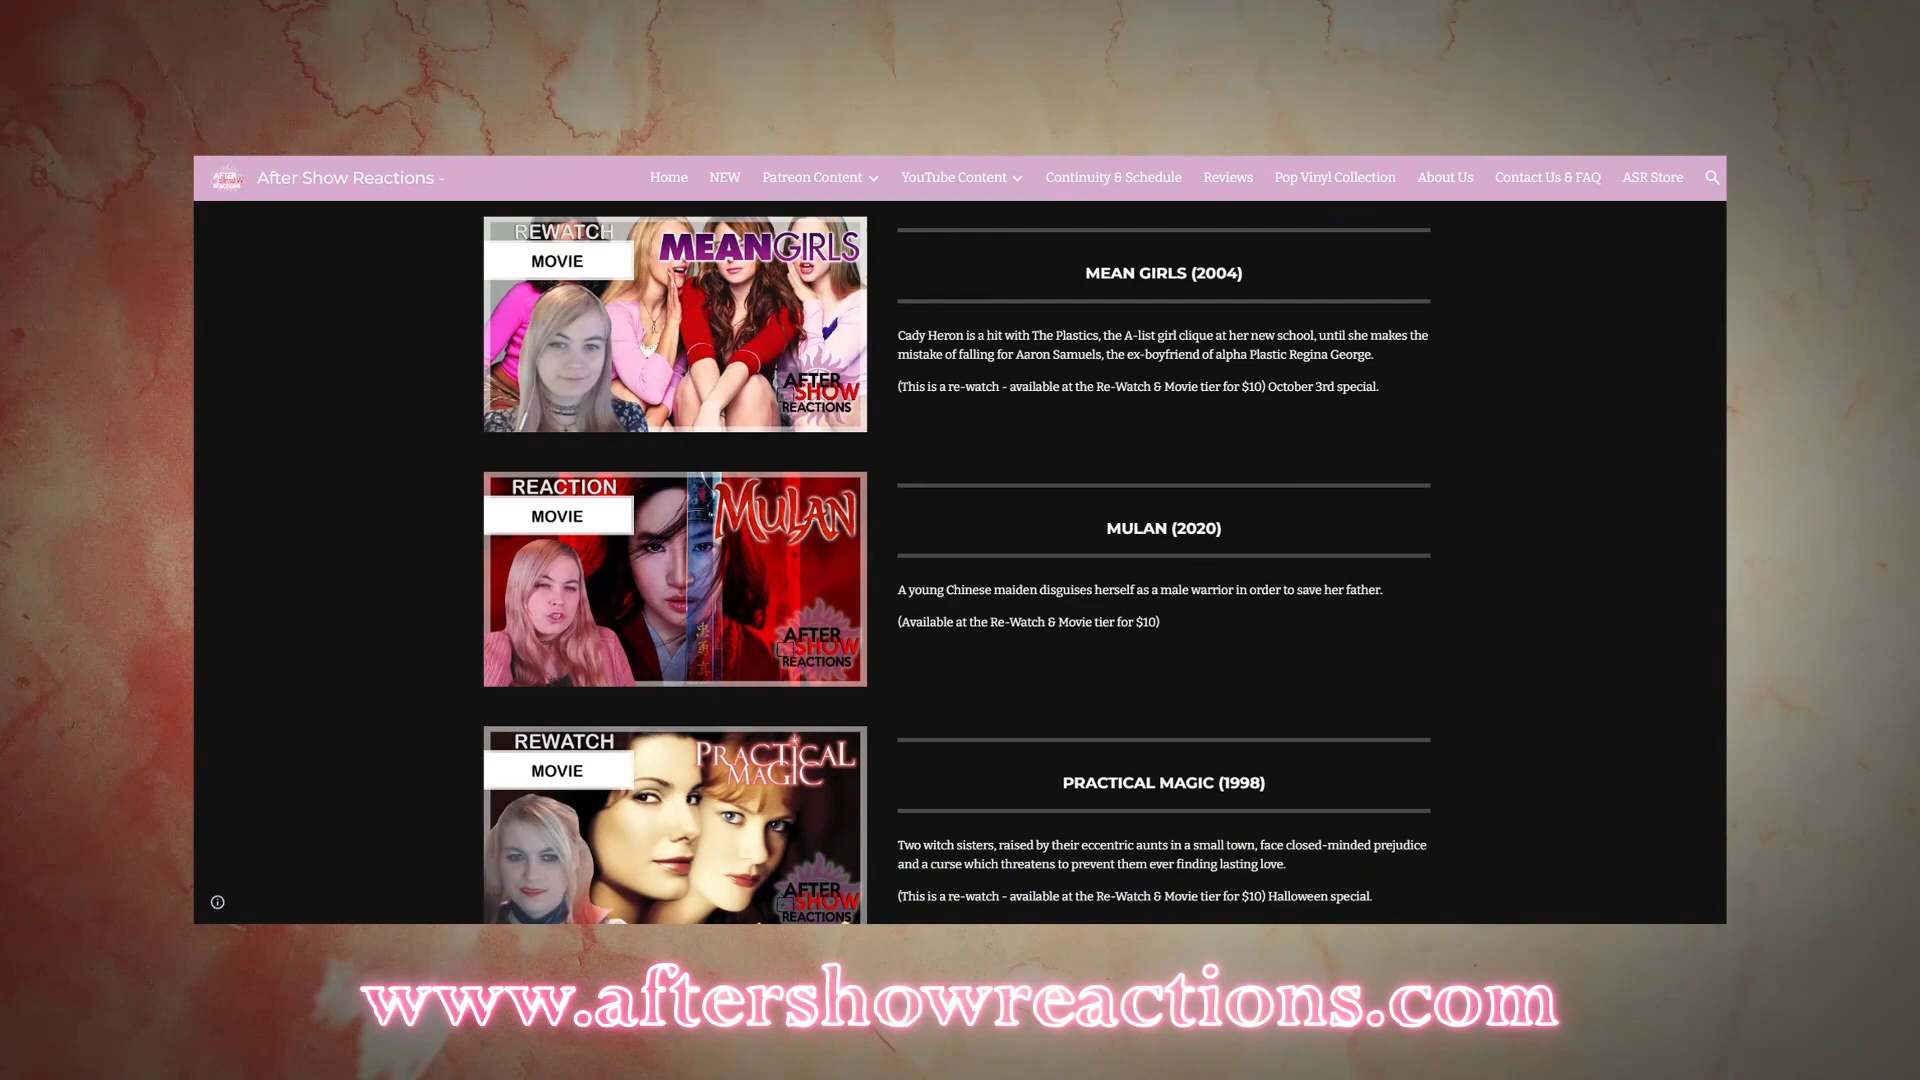 AFTER SHOW REACTIONS
After Show Reactions -
Home NEW Patreon Content YouTube Content Continuity & Schedule Reviews Pop Vinyl Collection About Us Contact Us & FAQ ASR Store
REWATCH
MOVIE
MEAN GIRLS
AFTER
SHOW
REACTIONS
MEAN GIRLS (2004)
Cady Heron is a hit with The Plastics, the A-list girl clique at her new school, until she makes the
mistake of falling for Aaron Samuels, the ex-boyfriend of alpha Plastic Regina George.
(This is a re-watch - available at the Re-Watch & Movie tier for $10) October 3rd special.
REACTION
MOVIE
MULAN
忠
勇
真
AFTER
SHOW
REACTIONS
MULAN (2020)
A young Chinese maiden disguises herself as a male warrior in order to save her father.
(Available at the Re-Watch & Movie tier for $10)
REWATCH
MOVIE
PRACTICAL
MAGIC
AFTER
SHOW
REACTIONS
PRACTICAL MAGIC (1998)
Two witch sisters, raised by their eccentric aunts in a small town, face closed-minded prejudice
and a curse which threatens to prevent them ever finding lasting love.
(This is a re-watch - available at the Re-Watch & Movie tier for $10) Halloween special.
www.aftershowreactions.com